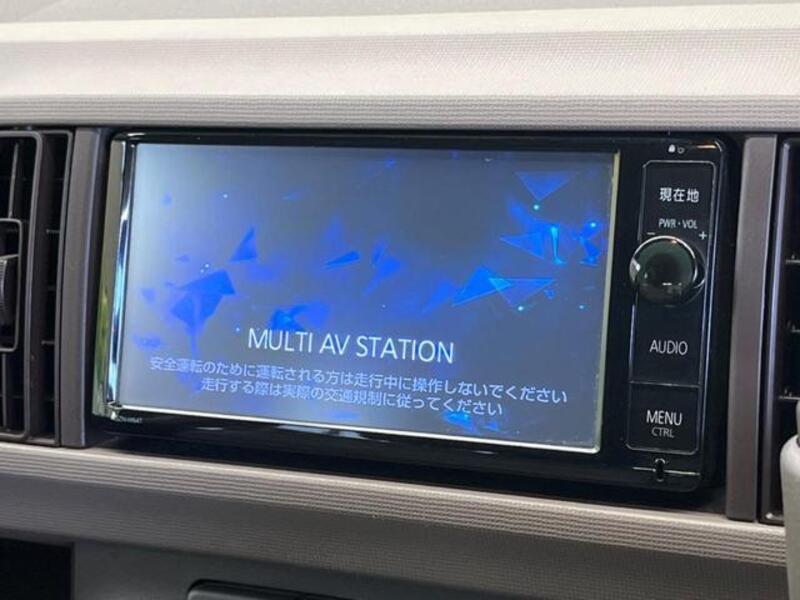 現在地
PWR・VOL
- +
MULTI AV STATION
安全運転のために運転される方は走行中に操作しないでください
走行する際は実際の交通規制に従ってください
AUDIO
MENU
CTRL